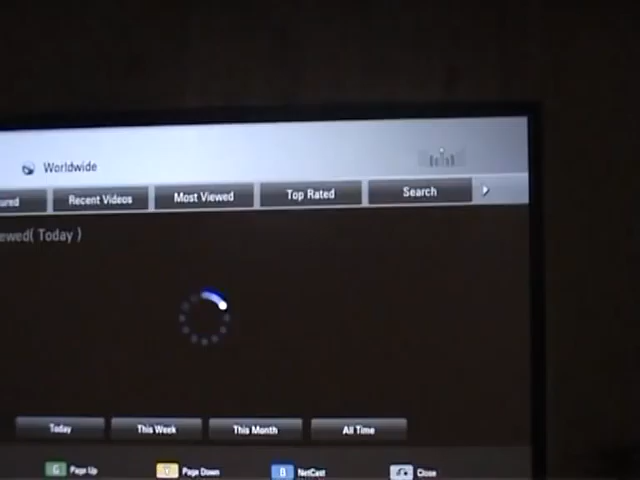 Worldwide
ured Recent Videos Most Viewed Top Rated Search
ewed( Today )
Today This Week This Month All Time
G Page Up Page Down B NetCast Close